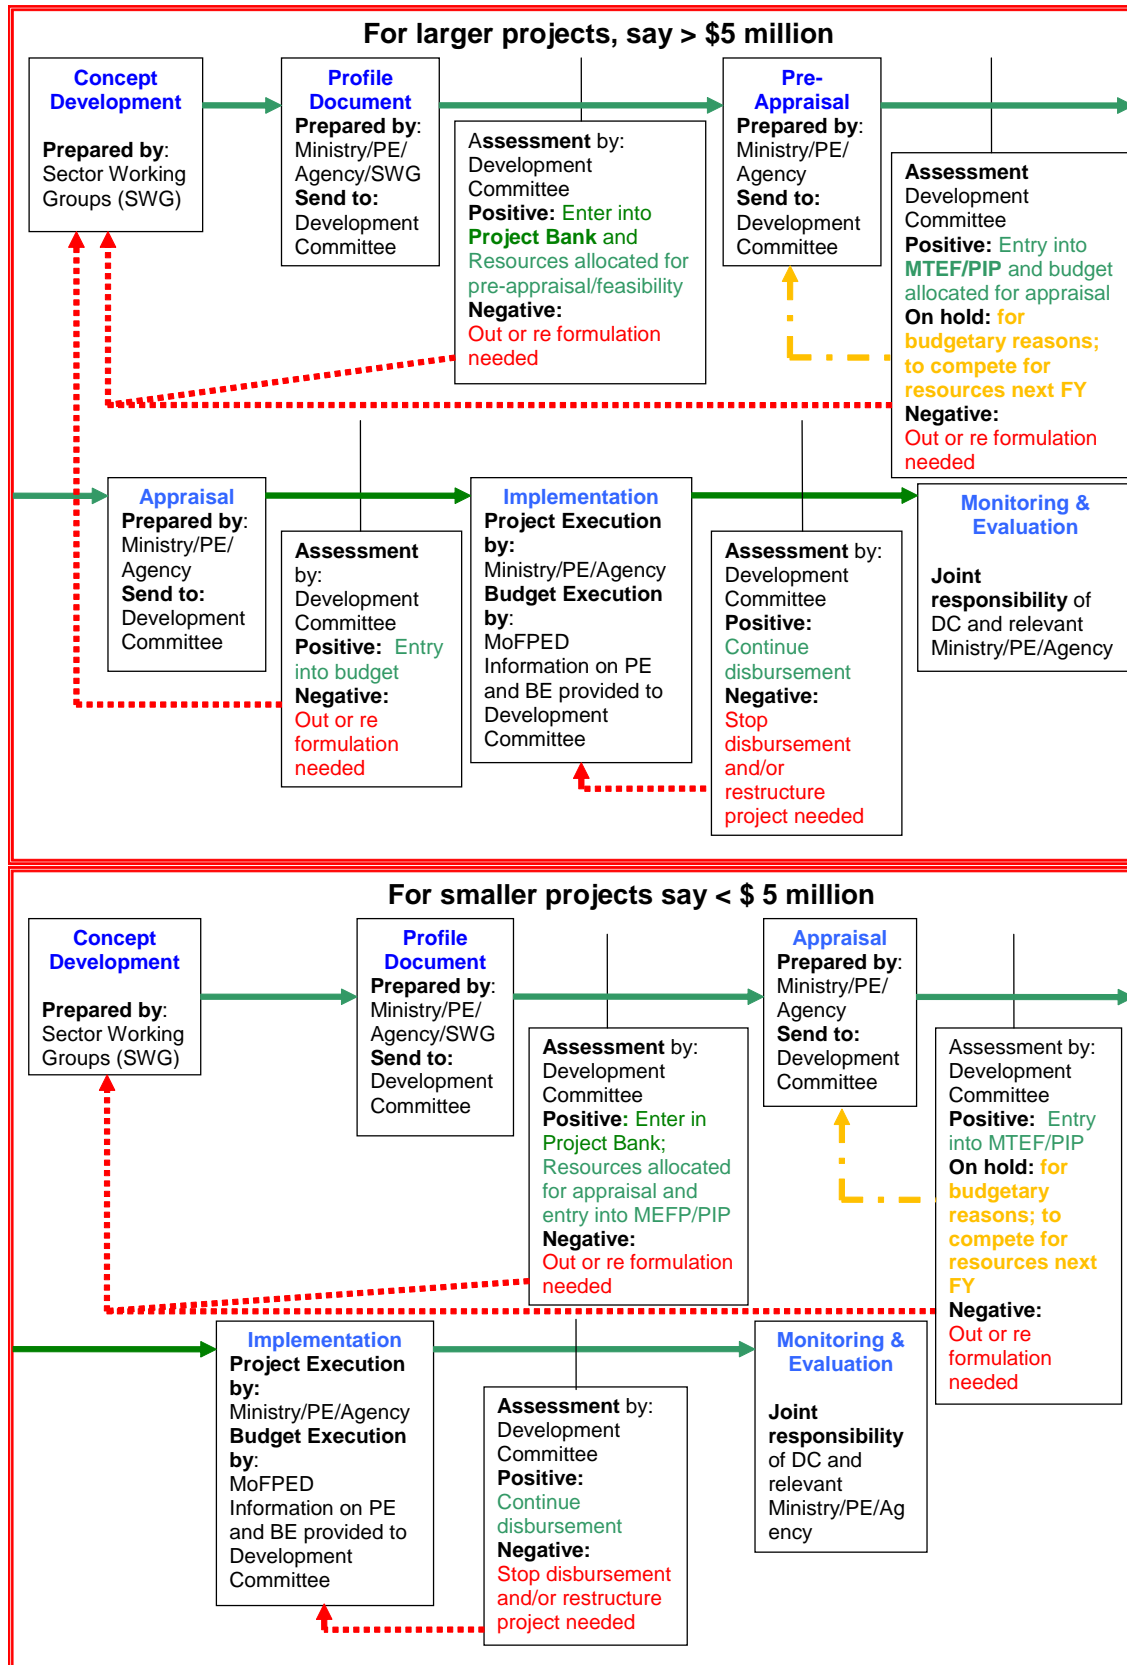 For larger projects, say > $5 million
Concept
Development
Prepared by:
Sector Working
Groups (SWG)
Profile
Document
Prepared by:
Ministry/PE/
Agency/SWG
Send to:
Development
Committee
Assessment by:
Development
Committee
Positive: Enter into
Project Bank and
Resources allocated for
pre-appraisal/feasibility
Negative:
Out or re formulation
needed
Pre-
Appraisal
Prepared by:
Ministry/PE/
Agency
Send to:
Development
Committee
Assessment
Development
Committee
Positive: Entry into
MTEF/PIP and budget
allocated for appraisal
On hold: for
budgetary reasons;
to compete for
resources next FY
Negative:
Out or re formulation
needed
Appraisal
Prepared by:
Ministry/PE/
Agency
Send to:
Development
Committee
Assessment
by:
Development
Committee
Positive: Entry
into budget
Negative:
Out or re
formulation
needed
Implementation
Project Execution
by:
Ministry/PE/Agency
Budget Execution
by:
MoFPED
Information on PE
and BE provided to
Development
Committee
Assessment by:
Development
Committee
Positive:
Continue
disbursement
Negative:
Stop
disbursement
and/or
restructure
project needed
Monitoring &
Evaluation
Joint
responsibility of
DC and relevant
Ministry/PE/Agency
For smaller projects say < $ 5 million
Concept
Development
Prepared by:
Sector Working
Groups (SWG)
Profile
Document
Prepared by:
Ministry/PE/
Agency/SWG
Send to:
Development
Committee
Assessment by:
Development
Committee
Positive: Enter in
Project Bank;
Resources allocated
for appraisal and
entry into MEFP/PIP
Negative:
Out or re formulation
needed
Appraisal
Prepared by:
Ministry/PE/
Agency
Send to:
Development
Committee
Assessment by:
Development
Committee
Positive: Entry
into MTEF/PIP
On hold: for
budgetary
reasons; to
compete for
resources next
FY
Negative:
Out or re
formulation
needed
Implementation
Project Execution
by:
Ministry/PE/Agency
Budget Execution
by:
MoFPED
Information on PE
and BE provided to
Development
Committee
Assessment by:
Development
Committee
Positive:
Continue
disbursement
Negative:
Stop disbursement
and/or restructure
project needed
Monitoring &
Evaluation
Joint
responsibility
of DC and
relevant
Ministry/PE/Ag
ency